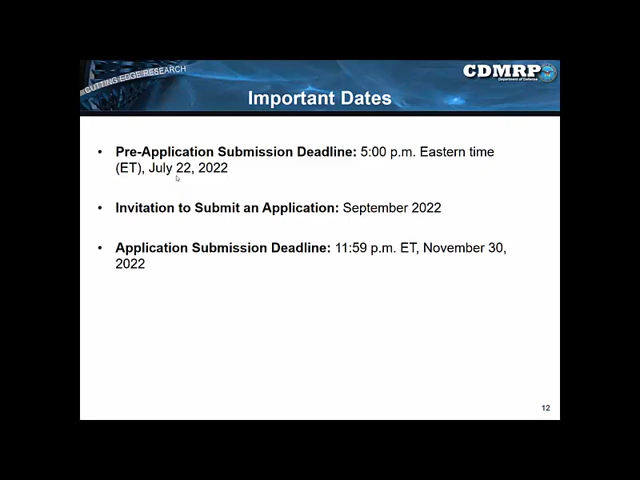 CUTTING EDGE RESEARCH
CDMRP
Department of Defense
Important Dates
• Pre-Application Submission Deadline: 5:00 p.m. Eastern time
(ET), July 22, 2022
• Invitation to Submit an Application: September 2022
• Application Submission Deadline: 11:59 p.m. ET, November 30,
2022
12